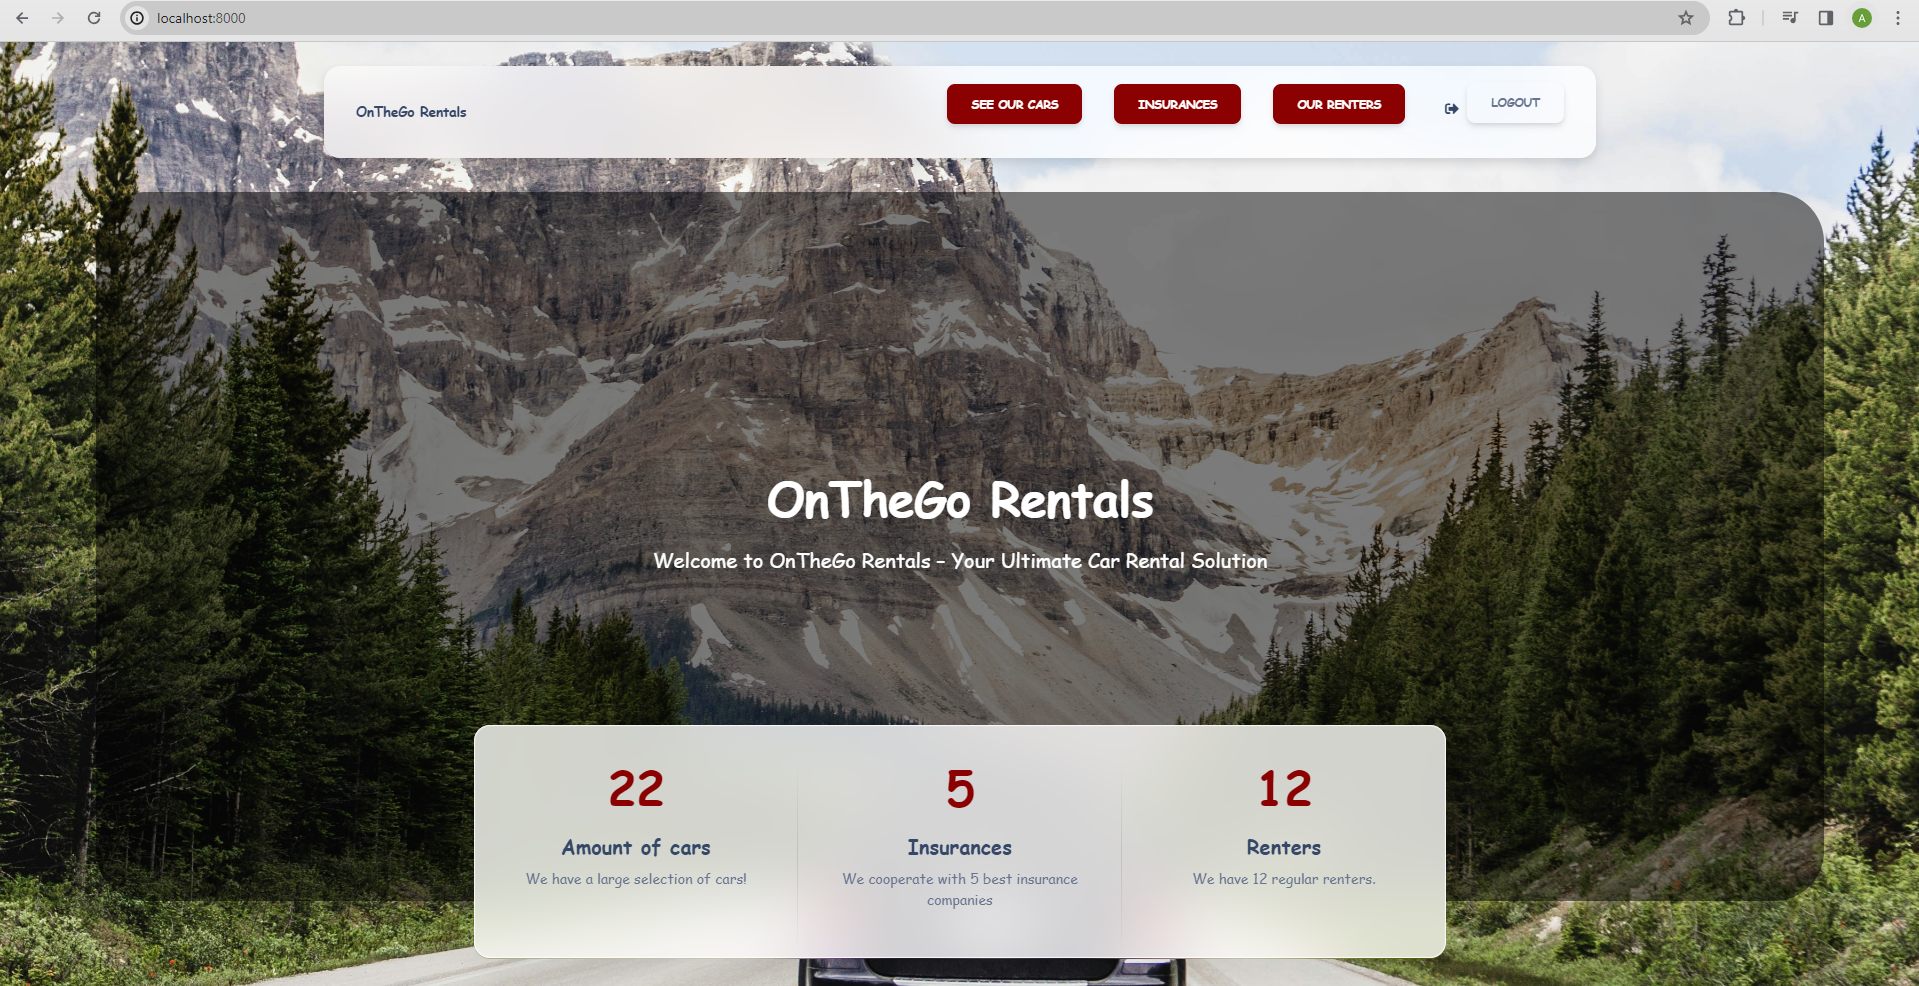 localhost:8000
A
OnTheGo Rentals
SEE OUR CARS
INSURANCES
OUR RENTERS
LOGOUT
OnTheGo Rentals
Welcome to OnTheGo Rentals – Your Ultimate Car Rental Solution
22
Amount of cars
We have a large selection of cars!
5
Insurances
We cooperate with 5 best insurance
companies
12
Renters
We have 12 regular renters.